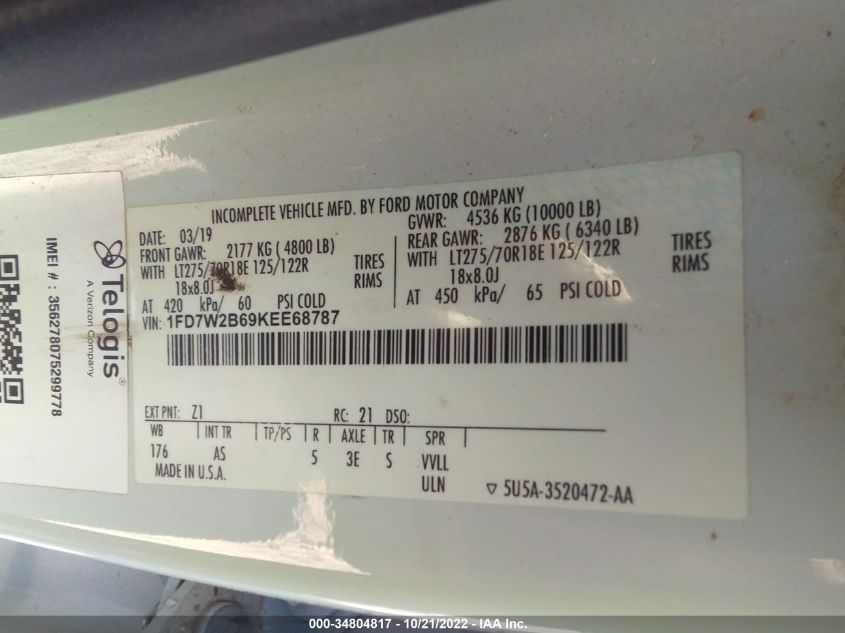 INCOMPLETE VEHICLE MFD. BY FORD MOTOR COMPANY
DATE: 03/19
GVWR: 4536 KG (10000 LB)
FRONT GAWR: 2177 KG ( 4800 LB)
REAR GAWR: 2876 KG ( 6340 LB)
WITH LT275/70R18E 125/122R TIRES
WITH LT275/70R18E 125/122R TIRES
18x8.0J RIMS
18x8.0J RIMS
AT 420 kPa/ 60 PSI COLD
AT 450 kPa/ 65 PSI COLD
VIN: 1FD7W2B69KEE68787
EXT PNT: Z1 RC: 21 DSO:
WB INT TR TP/PS R AXLE TR SPR
176 AS 5 3E S VVLL
MADE IN U.S.A. ULN
5U5A-3520472-AA
Telogis®
A Verizon Company
IMEI # : 356278075299778
000-34804817 - 10/21/2022 - IAA Inc.